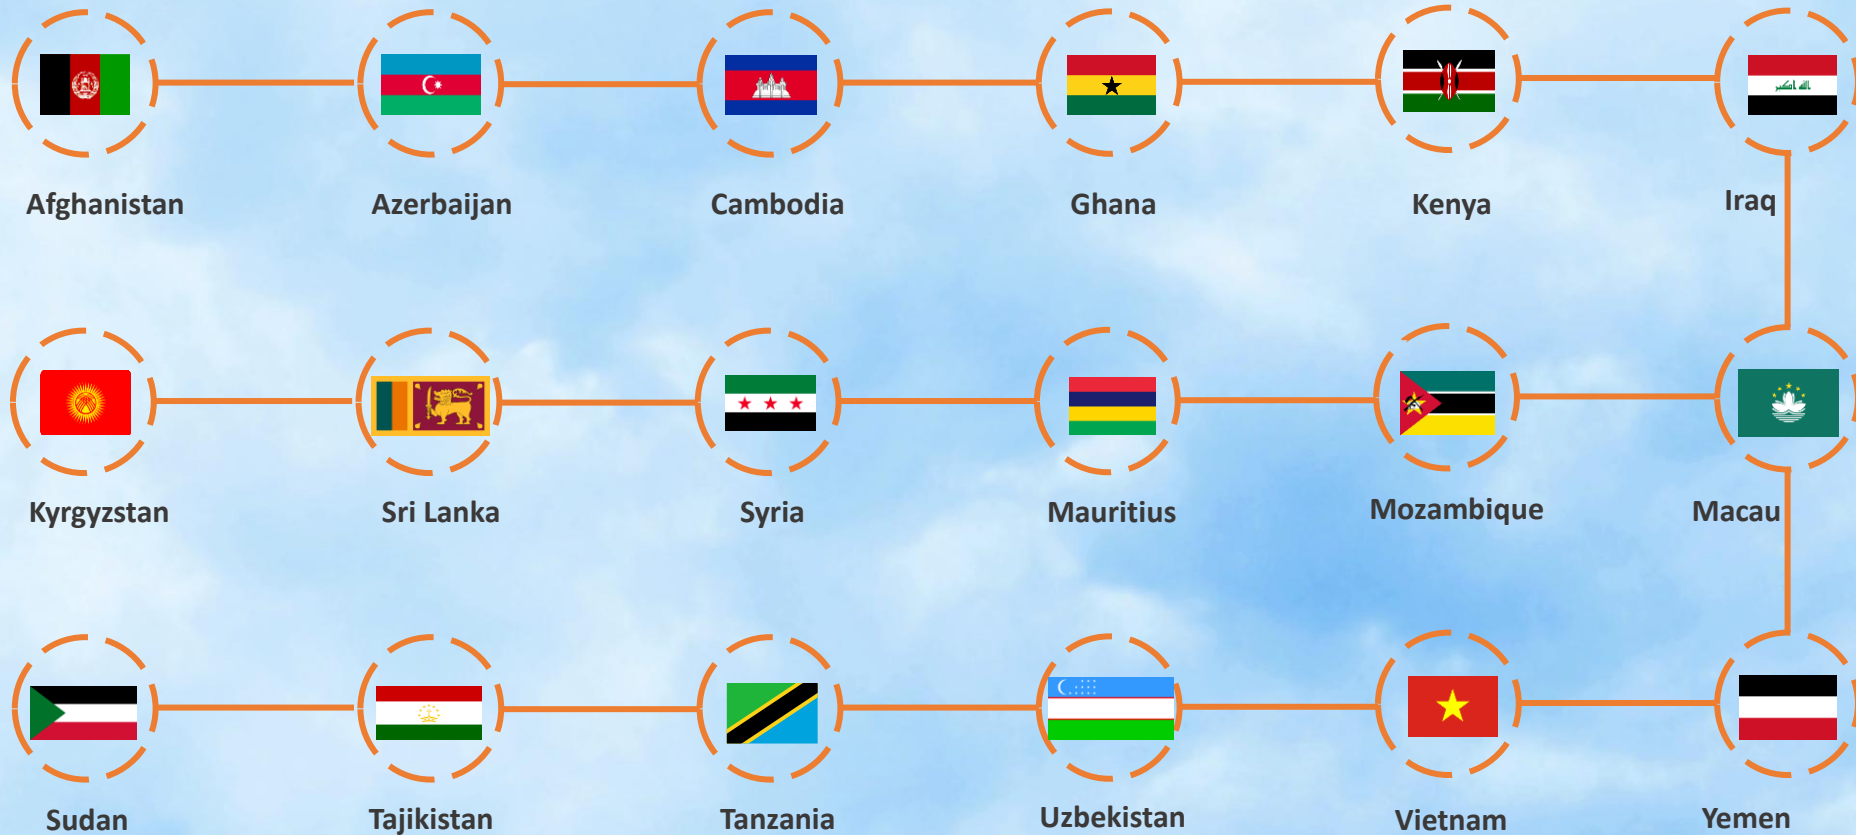 Afghanistan
Azerbaijan
Cambodia
Ghana
Kenya
Iraq
Kyrgyzstan
Sri Lanka
Syria
Mauritius
Mozambique
Macau
Sudan
Tajikistan
Tanzania
Uzbekistan
Vietnam
Yemen